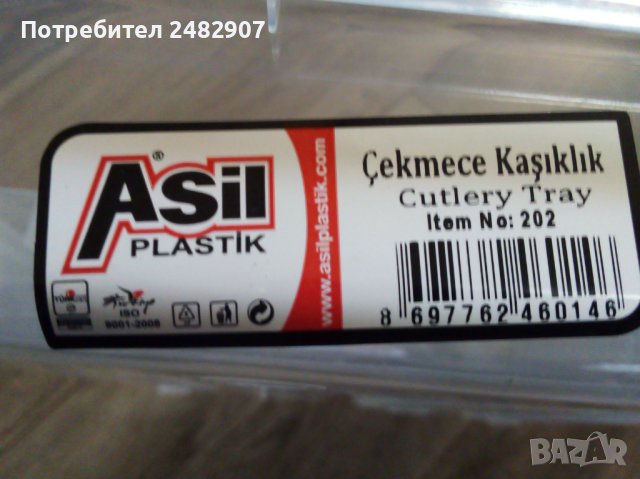 Потребител 2482907
ASil
®
PLASTİK
ISO
9001-2008
www.asilplastik.com
Çekmece Kaşıklık
Cutlery Tray
Item No: 202
8 697762 460146
BAZAR